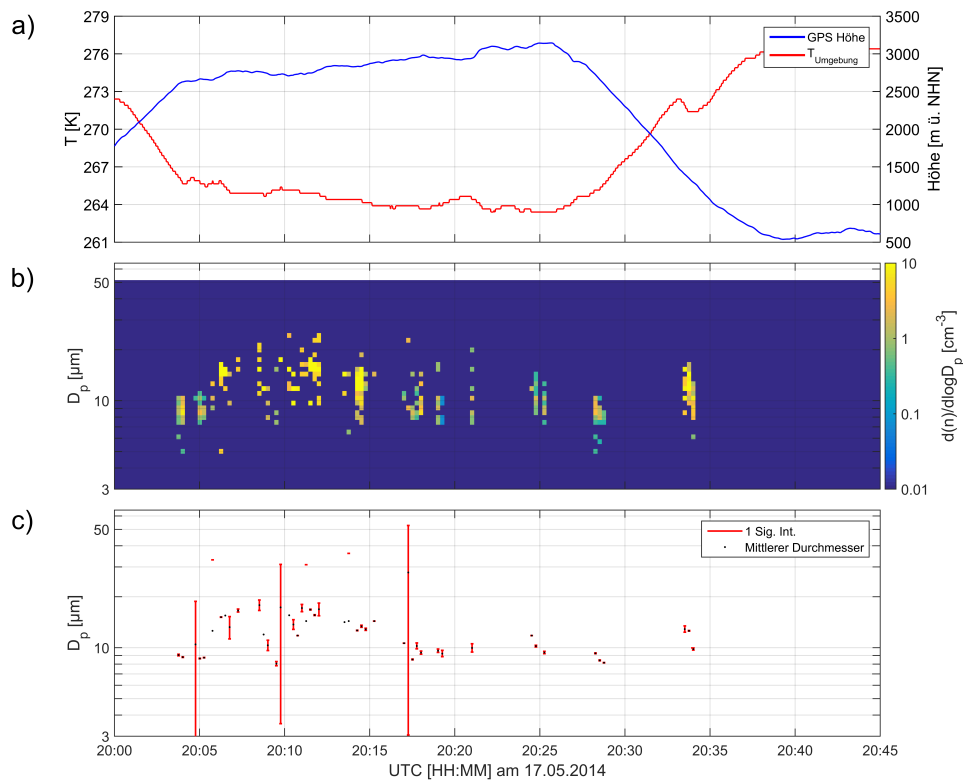 a)
279
276
273
270
267
264
261
T [K]
3500
3000
2500
2000
1500
1000
500
Höhe [m ü. NHN]
GPS Höhe
T_Umgebung
b)
50
10
3
D_p [µm]
10
1
0.1
0.01
d(n)/dlogD_p [cm^-3]
c)
50
10
3
D_p [µm]
1 Sig. Int.
Mittlerer Durchmesser
20:00 20:05 20:10 20:15 20:20 20:25 20:30 20:35 20:40 20:45
UTC [HH:MM] am 17.05.2014